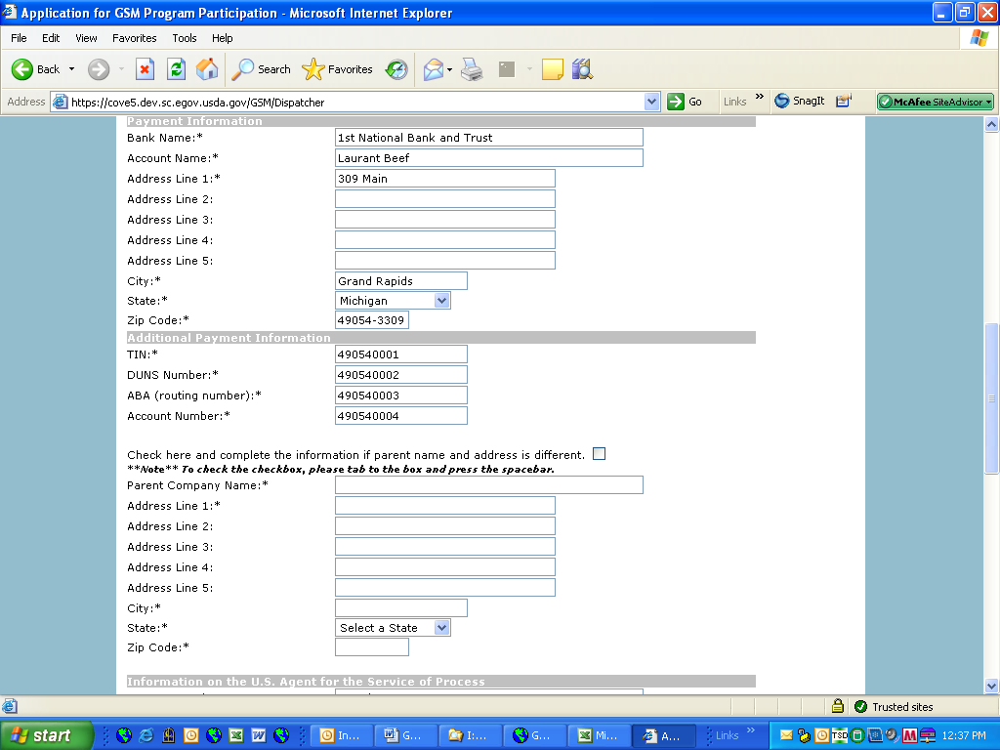 Application for GSM Program Participation - Microsoft Internet Explorer
File Edit View Favorites Tools Help
Back Search Favorites
Address https://cove5.dev.sc.egov.usda.gov/GSM/Dispatcher Go Links » SnagIt McAfee SiteAdvisor
Payment Information
Bank Name:* 1st National Bank and Trust
Account Name:* Laurant Beef
Address Line 1:* 309 Main
Address Line 2:
Address Line 3:
Address Line 4:
Address Line 5:
City:* Grand Rapids
State:* Michigan
Zip Code:* 49054-3309
Additional Payment Information
TIN:* 490540001
DUNS Number:* 490540002
ABA (routing number):* 490540003
Account Number:* 490540004
Check here and complete the information if parent name and address is different.
**Note** To check the checkbox, please tab to the box and press the spacebar.
Parent Company Name:*
Address Line 1:*
Address Line 2:
Address Line 3:
Address Line 4:
Address Line 5:
City:*
State:* Select a State
Zip Code:*
Information on the U.S. Agent for the Service of Process
Trusted sites
start In... G... I:... G... Mi... A... Links » TSD 12:37 PM